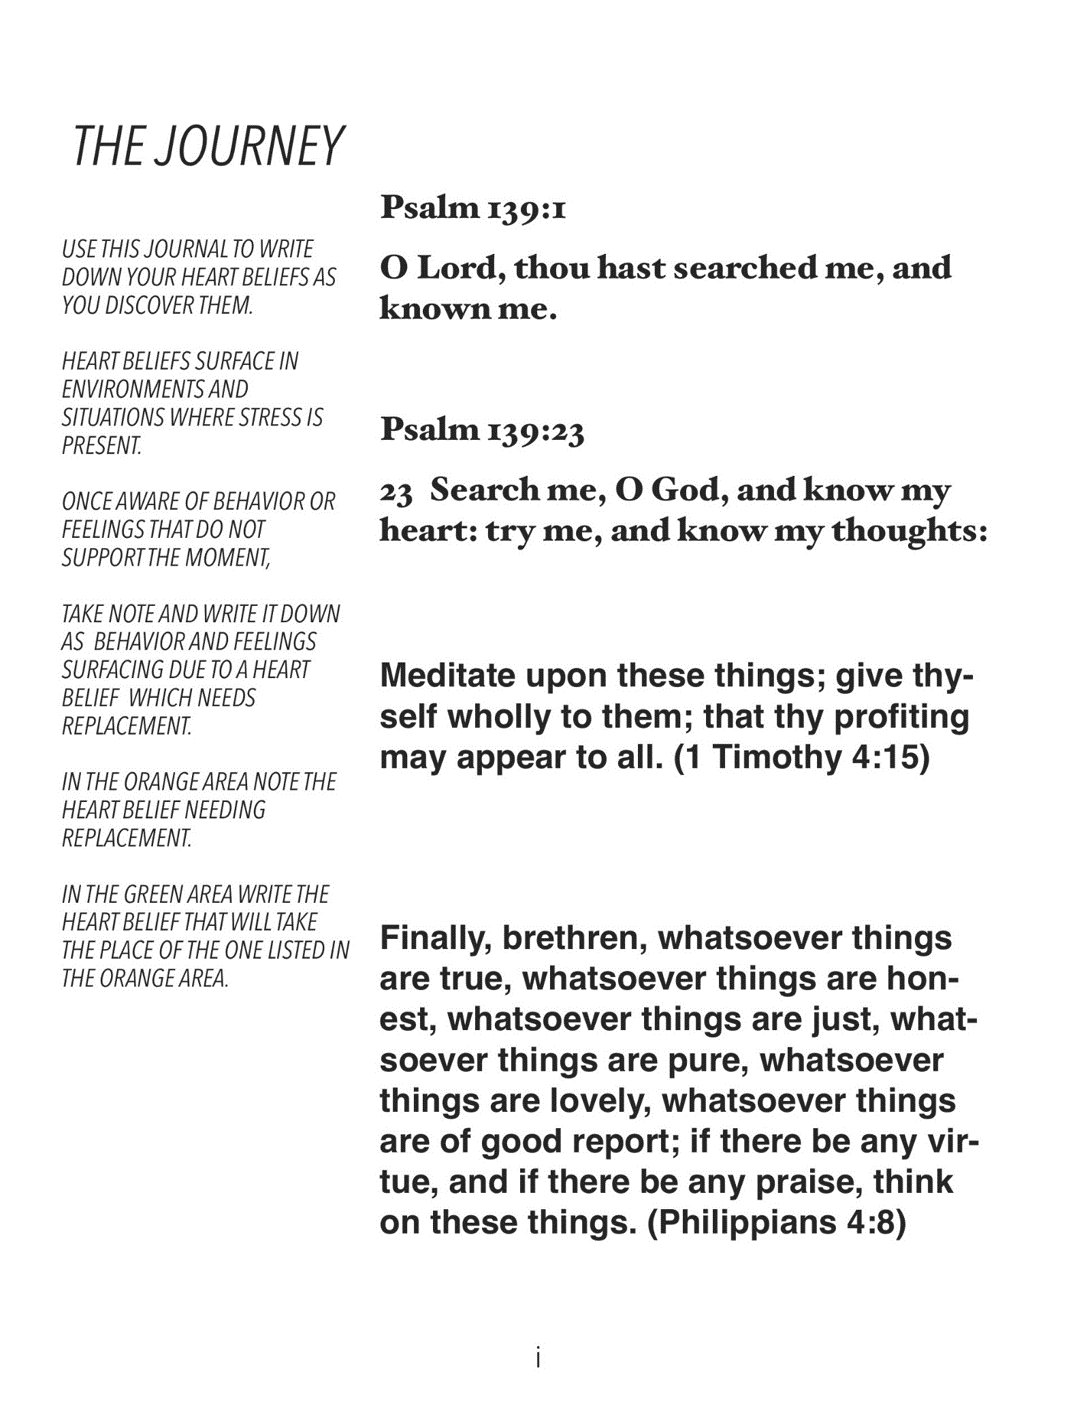 THE JOURNEY
USE THIS JOURNAL TO WRITE
DOWN YOUR HEART BELIEFS AS
YOU DISCOVER THEM.
HEART BELIEFS SURFACE IN
ENVIRONMENTS AND
SITUATIONS WHERE STRESS IS
PRESENT.
ONCE AWARE OF BEHAVIOR OR
FEELINGS THAT DO NOT
SUPPORT THE MOMENT,
TAKE NOTE AND WRITE IT DOWN
AS BEHAVIOR AND FEELINGS
SURFACING DUE TO A HEART
BELIEF WHICH NEEDS
REPLACEMENT.
IN THE ORANGE AREA NOTE THE
HEART BELIEF NEEDING
REPLACEMENT.
IN THE GREEN AREA WRITE THE
HEART BELIEF THAT WILL TAKE
THE PLACE OF THE ONE LISTED IN
THE ORANGE AREA.
Psalm 139:1
O Lord, thou hast searched me, and
known me.
Psalm 139:23
23 Search me, O God, and know my
heart: try me, and know my thoughts:
Meditate upon these things; give thy-
self wholly to them; that thy profiting
may appear to all. (1 Timothy 4:15)
Finally, brethren, whatsoever things
are true, whatsoever things are hon-
est, whatsoever things are just, what-
soever things are pure, whatsoever
things are lovely, whatsoever things
are of good report; if there be any vir-
tue, and if there be any praise, think
on these things. (Philippians 4:8)
i